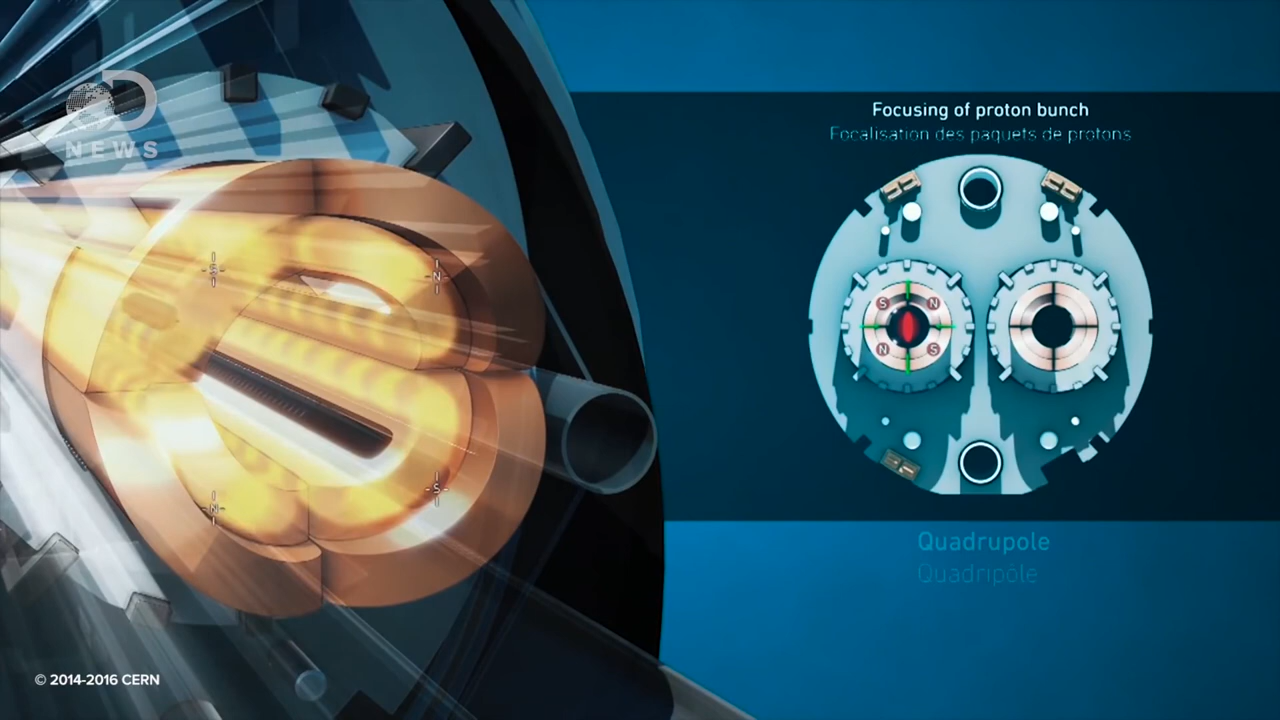 NEWS
Focusing of proton bunch
Focalisation des paquets de protons
S
N
N
S
S
N
N
S
Quadrupole
Quadripôle
© 2014-2016 CERN